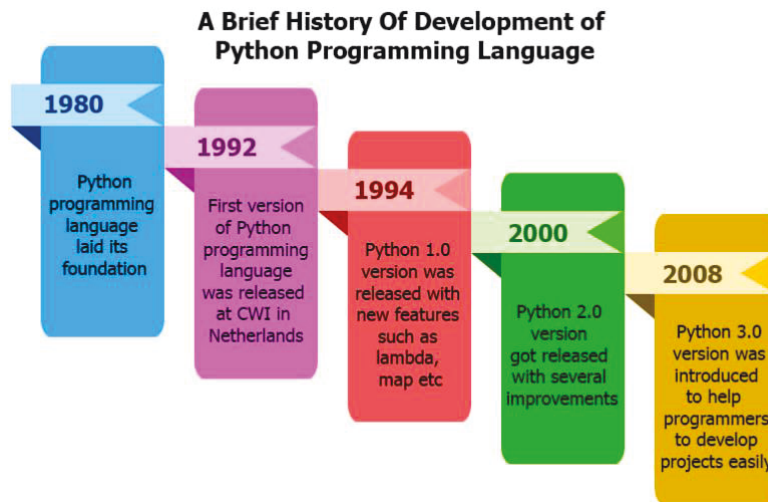 A Brief History Of Development of
Python Programming Language
1980
Python
programming
language
laid its
foundation
1992
First version
of Python
programming
language
was released
at CWI in
Netherlands
1994
Python 1.0
version was
released with
new features
such as
lambda,
map etc
2000
Python 2.0
version
got released
with several
improvements
2008
Python 3.0
version was
introduced
to help
programmers
to develop
projects easily